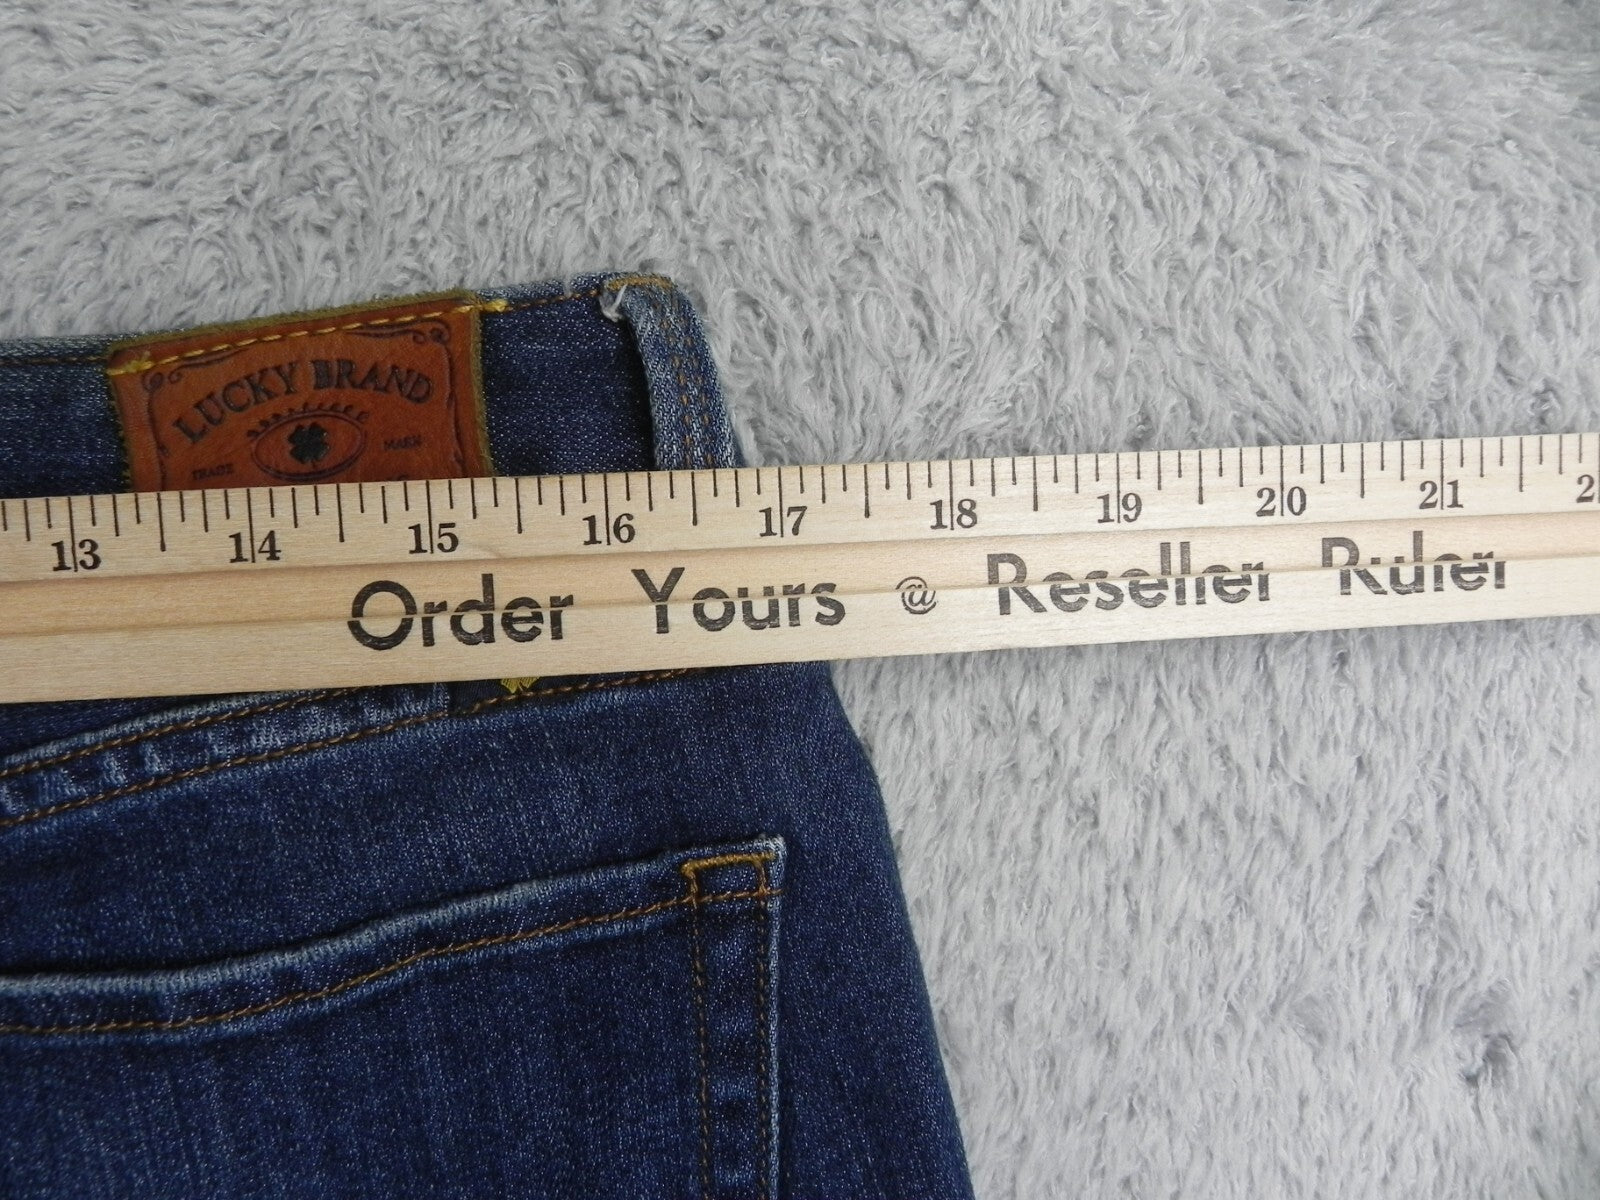 LUCKY BRAND
TRADE MARK
13 14 15 16 17 18 19 20 21
Order Yours @ Reseller Ruler